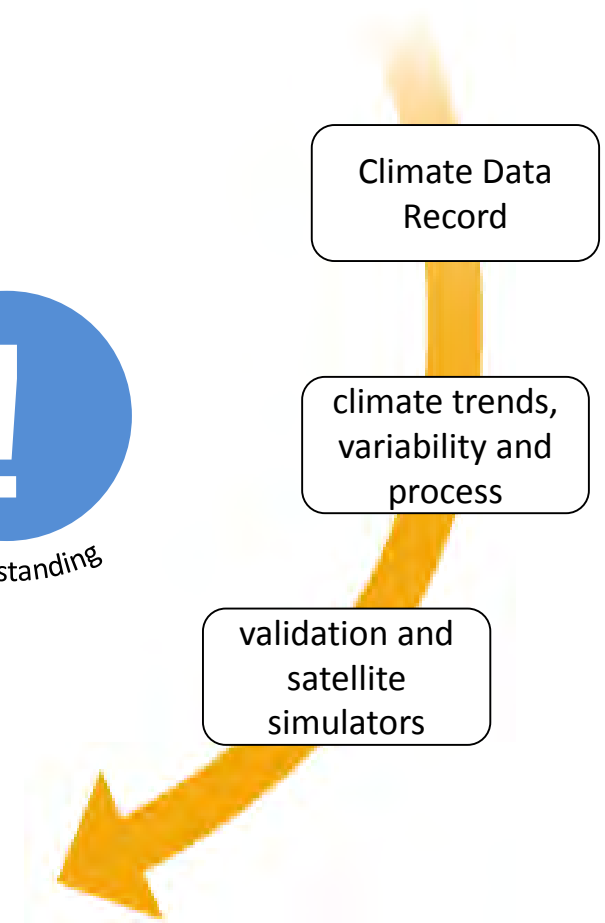 Climate Data
Record
!
climate trends,
variability and
process
standing
validation and
satellite
simulators